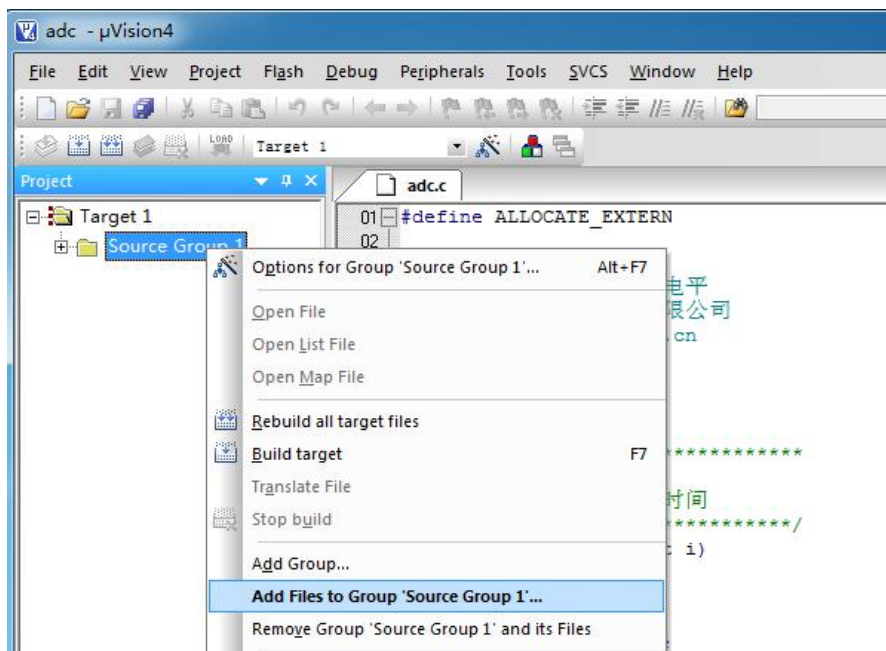 adc - µVision4
File Edit View Project Flash Debug Peripherals Tools SVCS Window Help
LOAD Target 1
Project adc.c
Target 1
01 #define ALLOCATE_EXTERN
Source Group 1
02
Options for Group 'Source Group 1'... Alt+F7
电平
Open File
限公司
Open List File
.cn
Open Map File
Rebuild all target files
Build target F7
************
Translate File
时间
Stop build
***********/
i)
Add Group...
Add Files to Group 'Source Group 1'...
Remove Group 'Source Group 1' and its Files